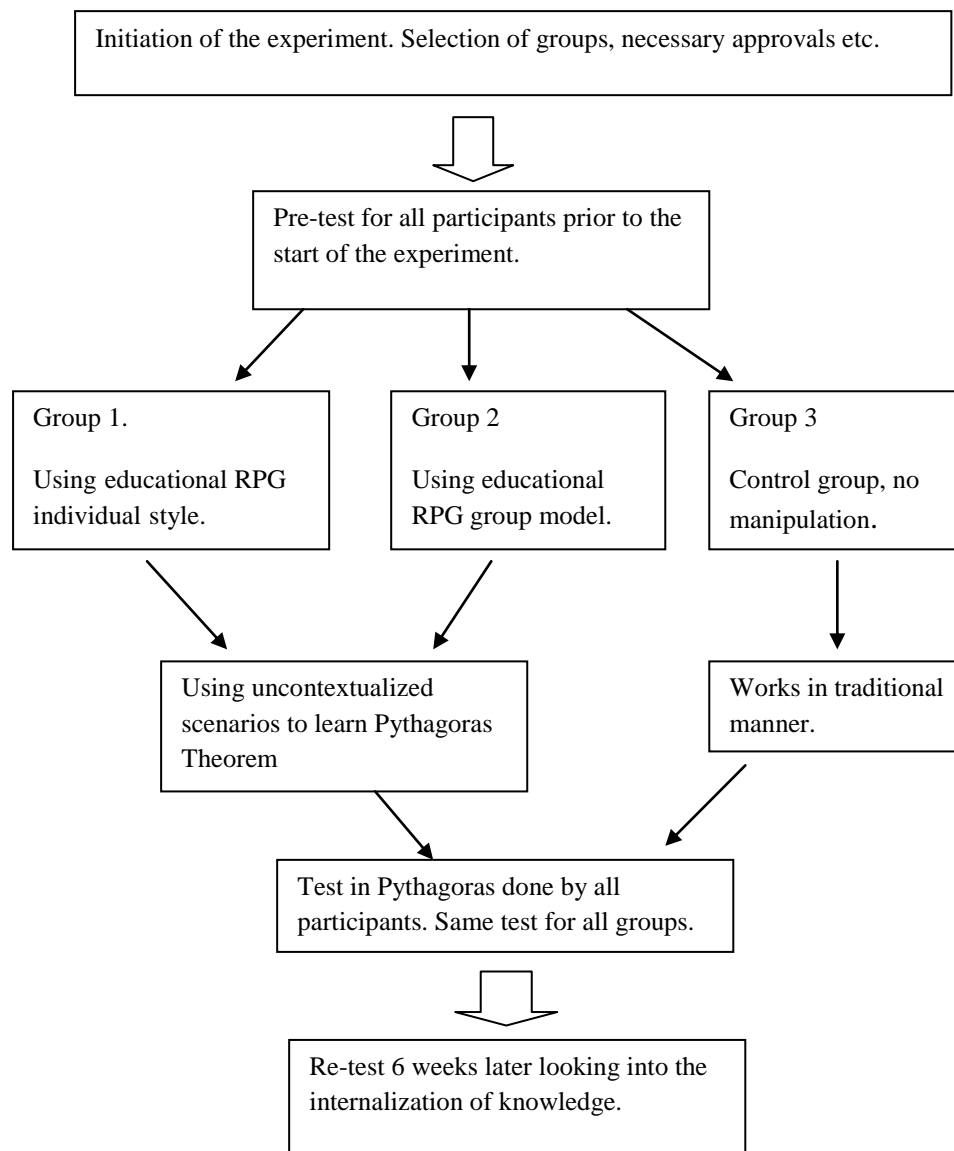 Initiation of the experiment. Selection of groups, necessary approvals etc.
Pre-test for all participants prior to the
start of the experiment.
Group 1.
Using educational RPG
individual style.
Group 2
Using educational
RPG group model.
Group 3
Control group, no
manipulation.
Using uncontextualized
scenarios to learn Pythagoras
Theorem
Works in traditional
manner.
Test in Pythagoras done by all
participants. Same test for all groups.
Re-test 6 weeks later looking into the
internalization of knowledge.